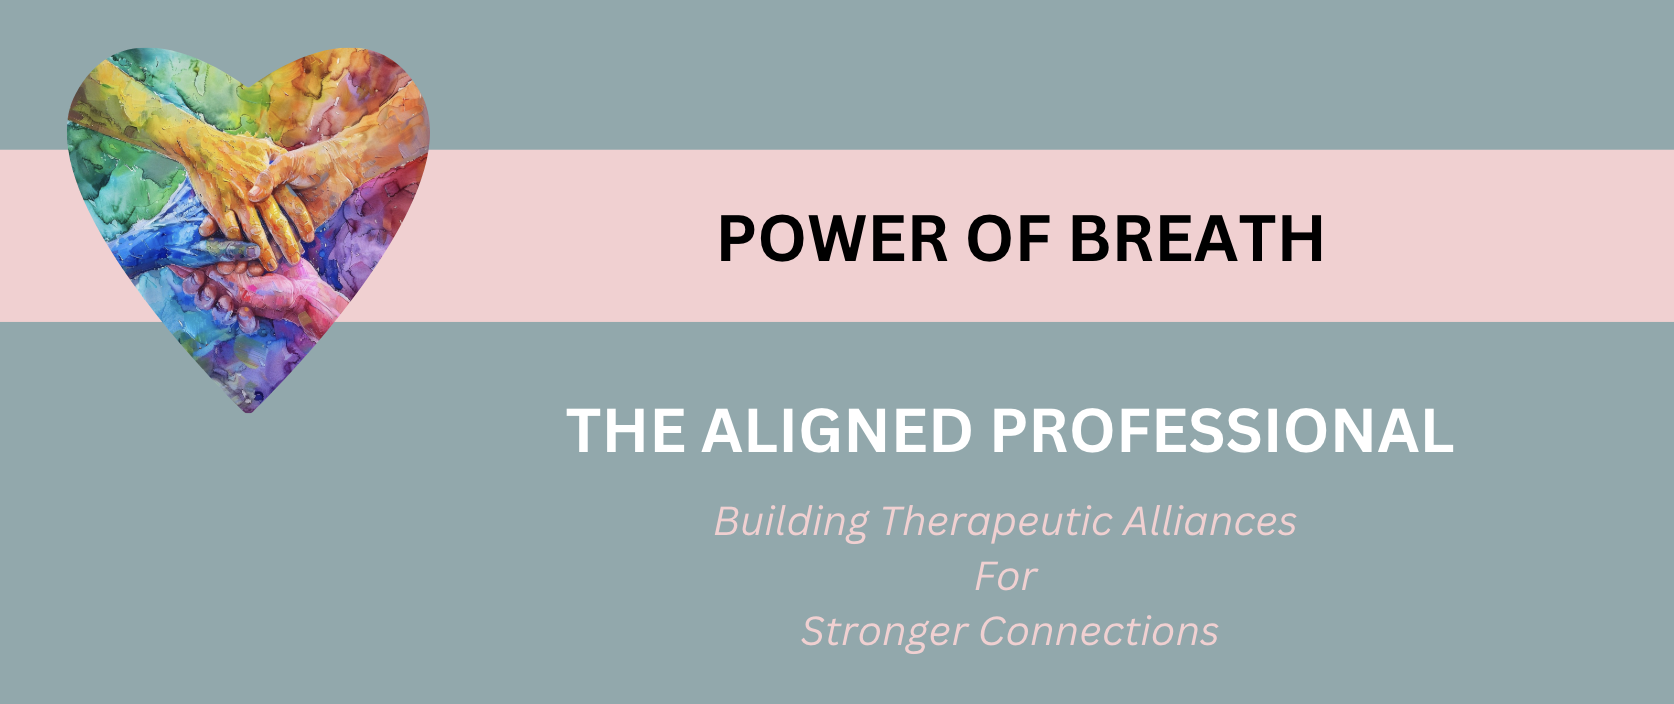 POWER OF BREATH
THE ALIGNED PROFESSIONAL
Building Therapeutic Alliances
For
Stronger Connections